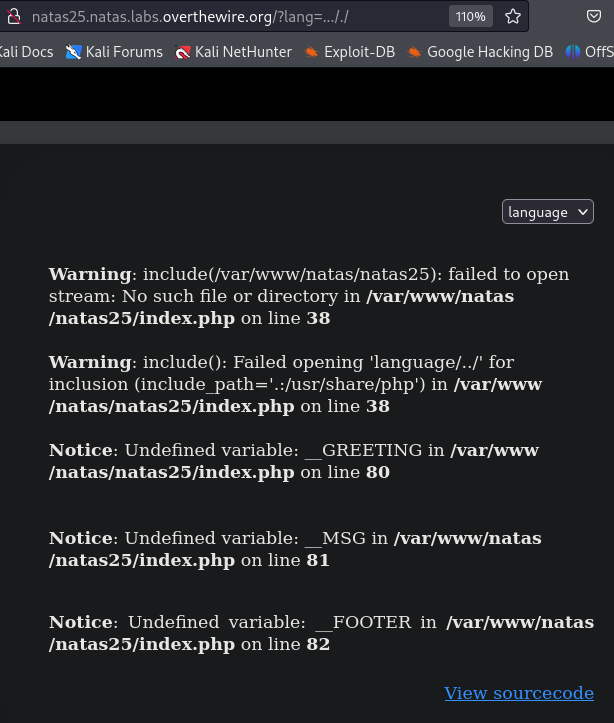 natas25.natas.labs.overthewire.org/?lang=..././
110%
Kali Docs
Kali Forums
Kali NetHunter
Exploit-DB
Google Hacking DB
OffS
language
Warning: include(/var/www/natas/natas25): failed to open
stream: No such file or directory in /var/www/natas
/natas25/index.php on line 38
Warning: include(): Failed opening 'language/../' for
inclusion (include_path='.:/usr/share/php') in /var/www
/natas/natas25/index.php on line 38
Notice: Undefined variable: __GREETING in /var/www
/natas/natas25/index.php on line 80
Notice: Undefined variable: __MSG in /var/www/natas
/natas25/index.php on line 81
Notice: Undefined variable: __FOOTER in /var/www/natas
/natas25/index.php on line 82
View sourcecode